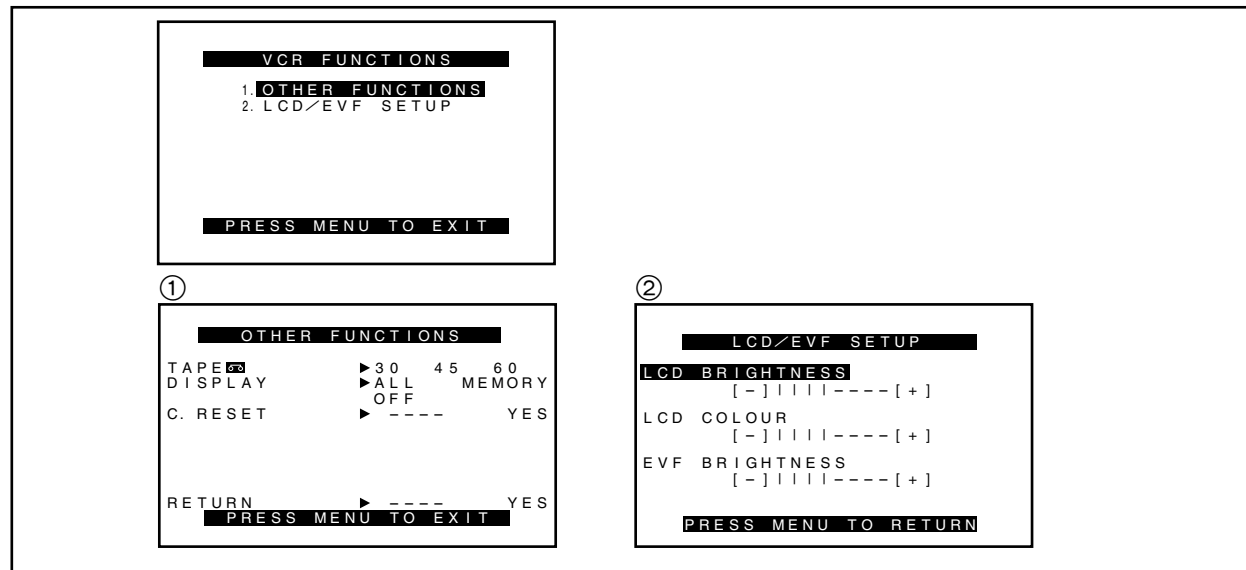 VCR FUNCTIONS
1. OTHER FUNCTIONS
2. LCD/EVF SETUP
PRESS MENU TO EXIT
①
OTHER FUNCTIONS
TAPE ▶30 45 60
DISPLAY ▶ALL MEMORY
OFF
C. RESET ▶ ---- YES
RETURN ▶ ---- YES
PRESS MENU TO EXIT
②
LCD/EVF SETUP
LCD BRIGHTNESS
[-]||||----[+]
LCD COLOUR
[-]||||----[+]
EVF BRIGHTNESS
[-]||||----[+]
PRESS MENU TO RETURN